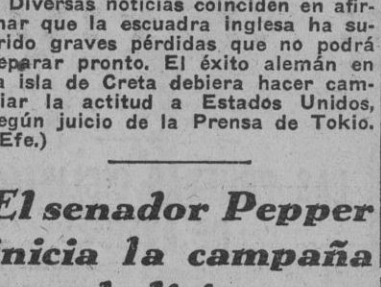 Diversas noticias coinciden en afir-
mar que la escuadra inglesa ha su-
rido graves pérdidas que no podrá
eparar pronto. El éxito alemán en
a isla de Creta debiera hacer cam-
iar la actitud a Estados Unidos,
egún juicio de la Prensa de Tokio.
Efe.)
El senador Pepper
inicia la campaña